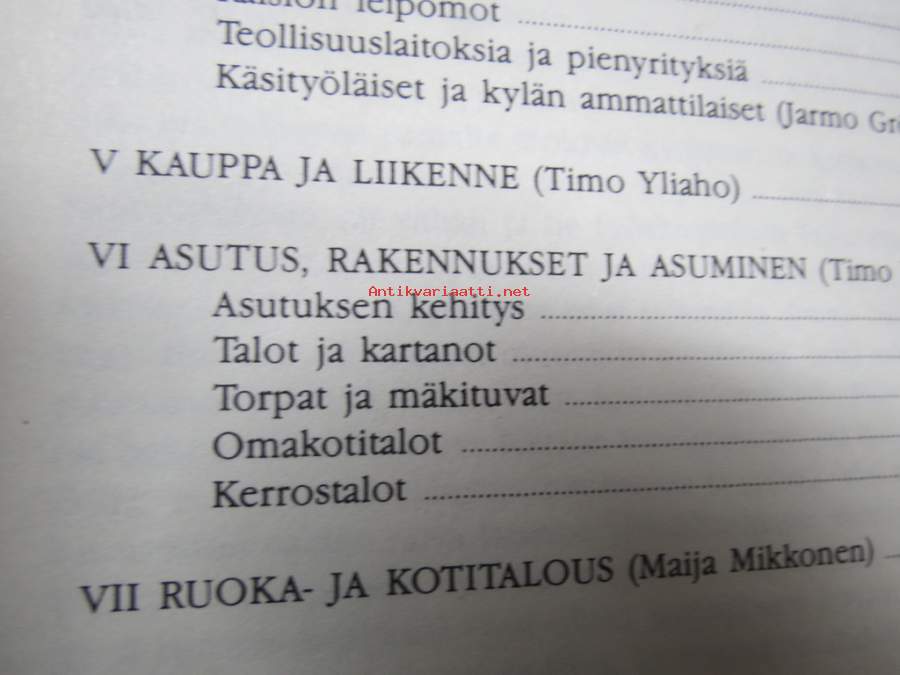 leipomot
Teollisuuslaitoksia ja pienyrityksiä
Käsityöläiset ja kylän ammattilaiset (Jarmo
V KAUPPA JA LIIKENNE (Timo Yliaho)
VI ASUTUS, RAKENNUKSET JA ASUMINEN (Timo
Antikvariaatti.net
Asutuksen kehitys
Talot ja kartanot
Torpat ja mäkituvat
Omakotitalot
Kerrostalot
VII RUOKA- JA KOTITALOUS (Maija Mikkonen)